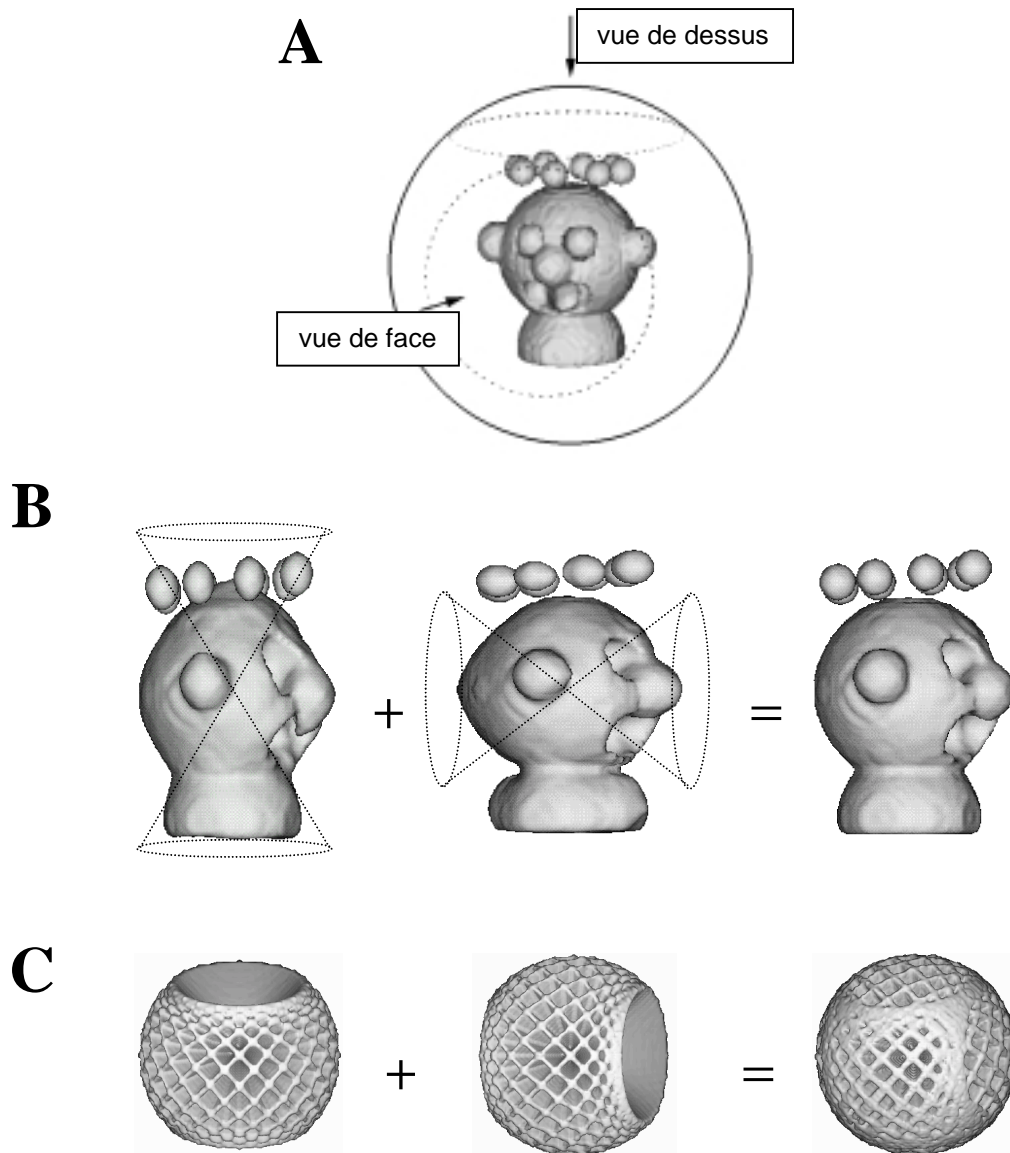 A
vue de dessus
vue de face
B
+
=
C
+
=